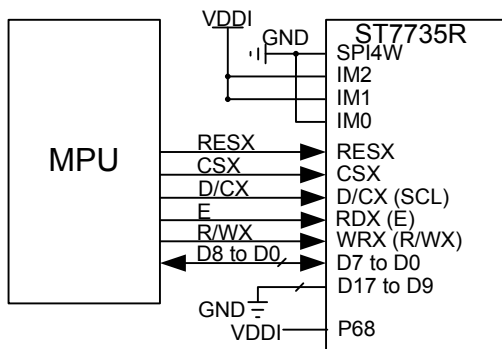 VDDI
ST7735R
GND
SPI4W
IM2
IM1
IM0
MPU
RESX
RESX
CSX
CSX
D/CX
D/CX (SCL)
E
RDX (E)
R/WX
WRX (R/WX)
D8 to D0
D7 to D0
D17 to D9
GND
VDDI
P68